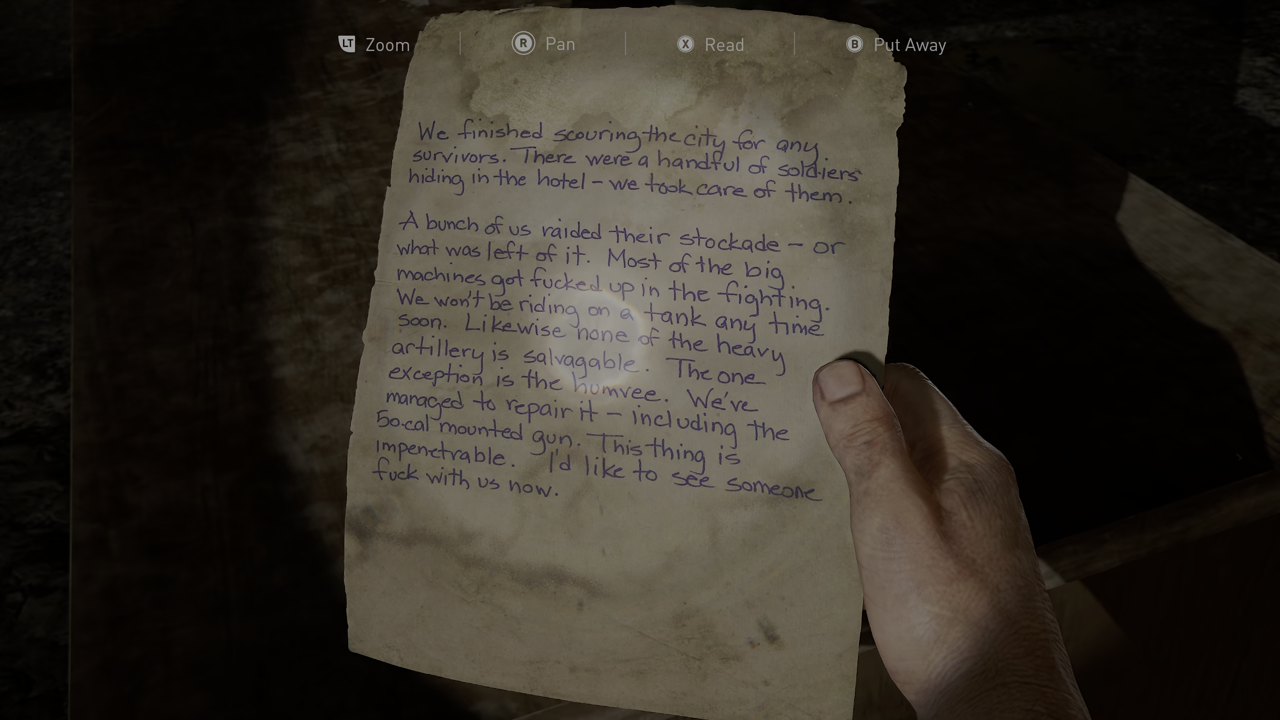 LT Zoom R Pan X Read B Put Away
We finished scouring the city for any
survivors. There were a handful of soldiers
hiding in the hotel – we took care of them.
A bunch of us raided their stockade – or
what was left of it. Most of the big
machines got fucked up in the fighting.
We won't be riding on a tank any time
soon. Likewise none of the heavy
artillery is salvagable. The one
exception is the humvee. We've
managed to repair it – including the
50.cal mounted gun. This thing is
impenetrable. I'd like to see someone
fuck with us now.